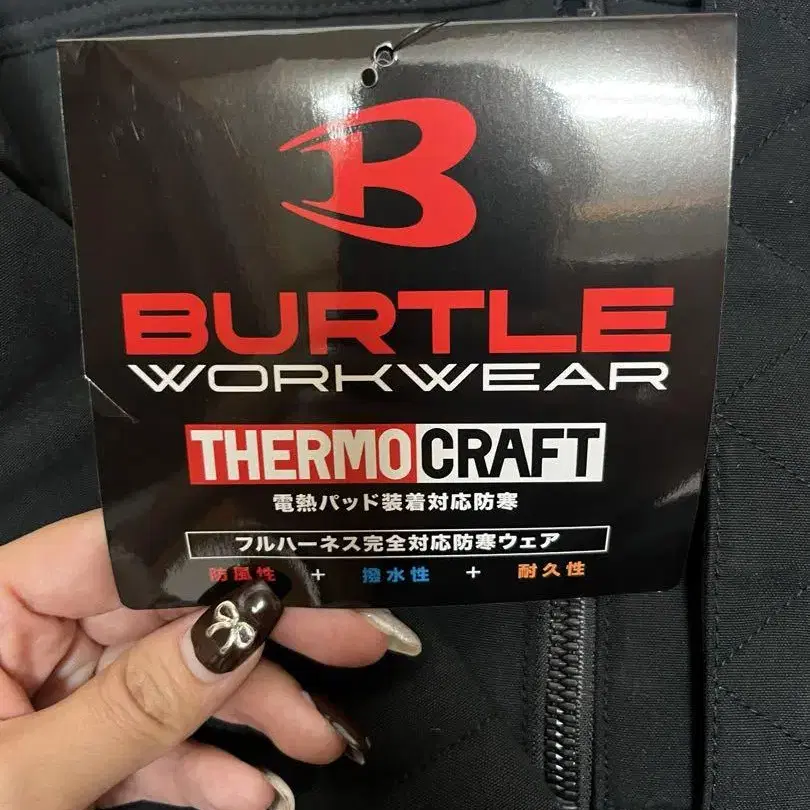 B
BURTLE
WORKWEAR
THERMOCRAFT
電熱パッド装着対応防寒
フルハーネス完全対応防寒ウェア
防風性 + 撥水性 + 耐久性